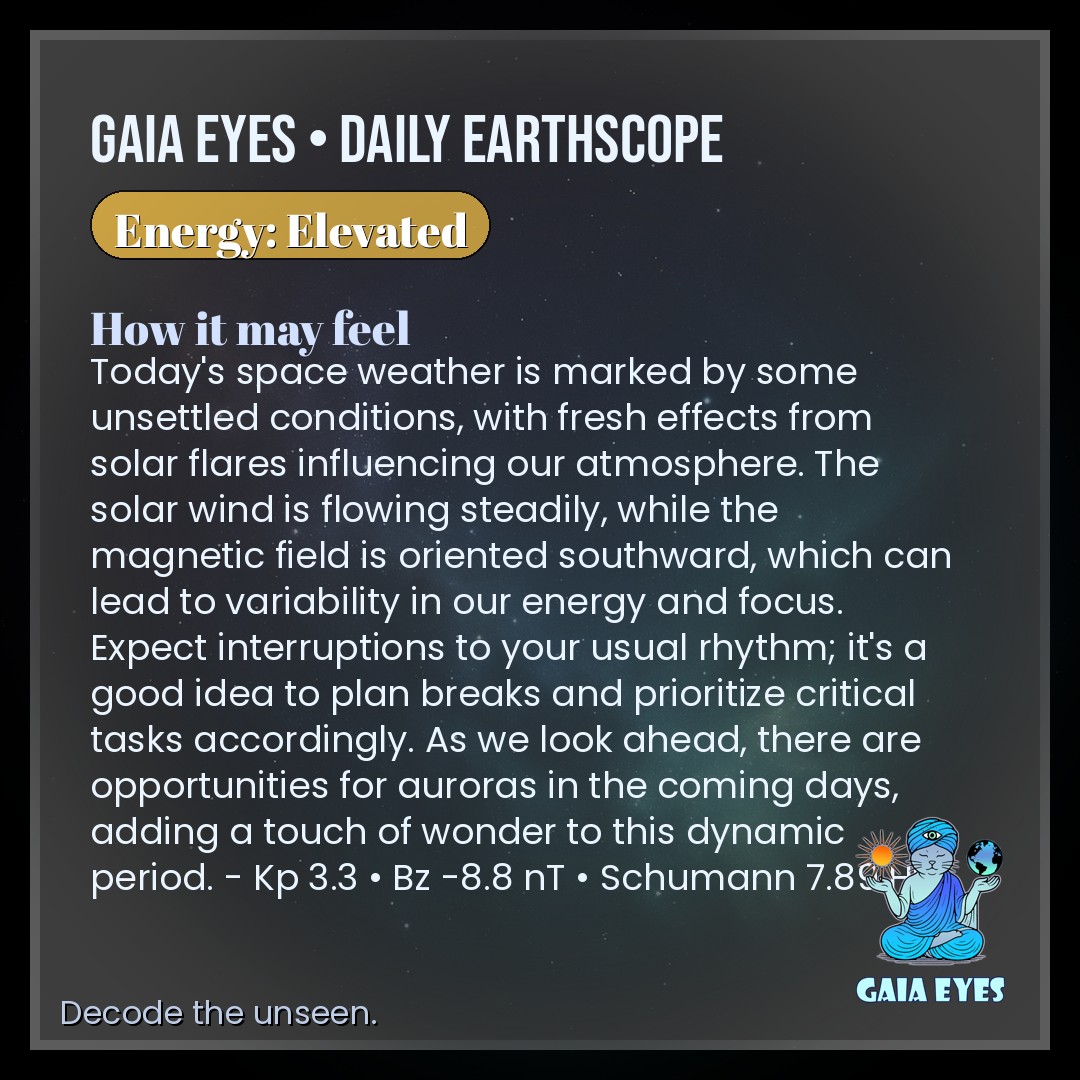 GAIA EYES • DAILY EARTHSCOPE
Energy: Elevated
How it may feel
Today's space weather is marked by some
unsettled conditions, with fresh effects from
solar flares influencing our atmosphere. The
solar wind is flowing steadily, while the
magnetic field is oriented southward, which can
lead to variability in our energy and focus.
Expect interruptions to your usual rhythm; it's a
good idea to plan breaks and prioritize critical
tasks accordingly. As we look ahead, there are
opportunities for auroras in the coming days,
adding a touch of wonder to this dynamic
period. - Kp 3.3 • Bz -8.8 nT • Schumann
GAIA EYES
Decode the unseen.